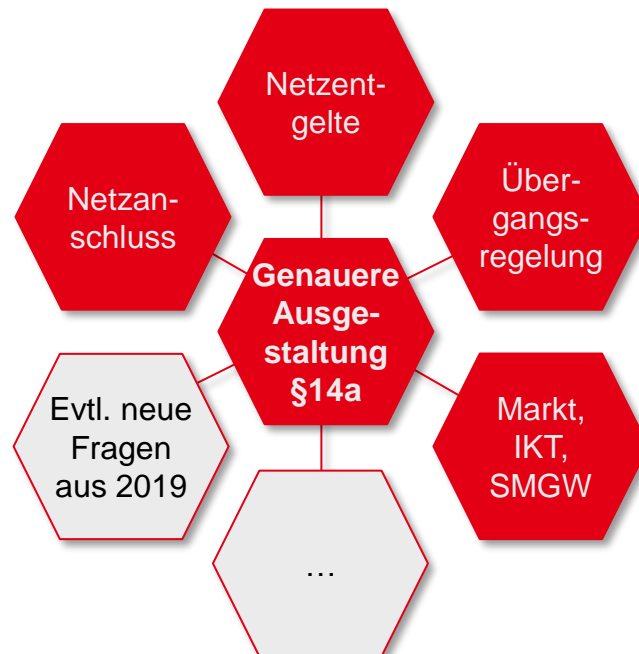 Netzent-
gelte
Netzan-
schluss
Über-
gangs-
regelung
Genauere
Ausge-
staltung
§14a
Evtl. neue
Fragen
aus 2019
Markt,
IKT,
SMGW
…